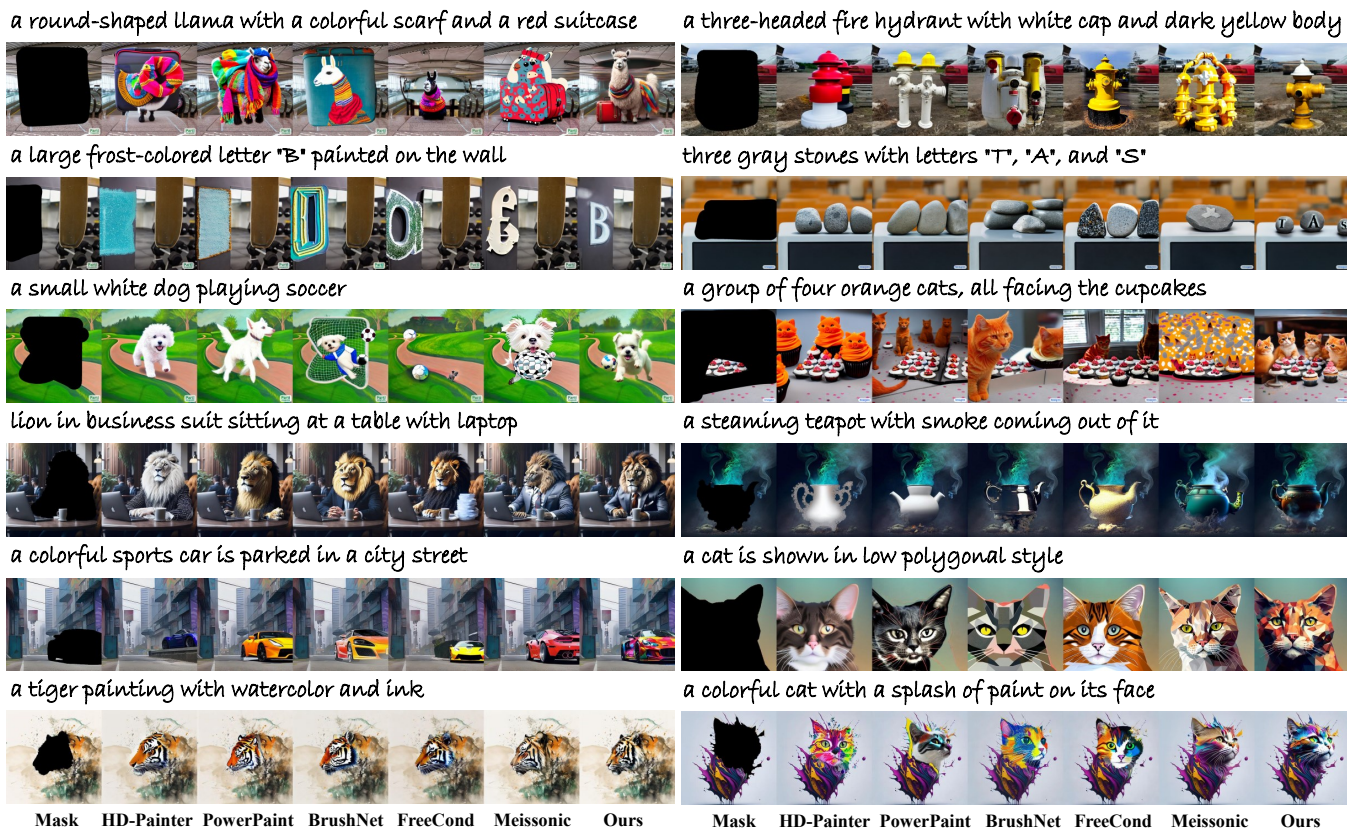 a round-shaped llama with a colorful scarf and a red suitcase
a three-headed fire hydrant with white cap and dark yellow body
a large frost-colored letter "B" painted on the wall
three gray stones with letters "T", "A", and "S"
B
T A S
a small white dog playing soccer
a group of four orange cats, all facing the cupcakes
lion in business suit sitting at a table with laptop
a steaming teapot with smoke coming out of it
a colorful sports car is parked in a city street
a cat is shown in low polygonal style
a tiger painting with watercolor and ink
a colorful cat with a splash of paint on its face
Mask HD-Painter PowerPaint BrushNet FreeCond Meissonic Ours
Mask HD-Painter PowerPaint BrushNet FreeCond Meissonic Ours